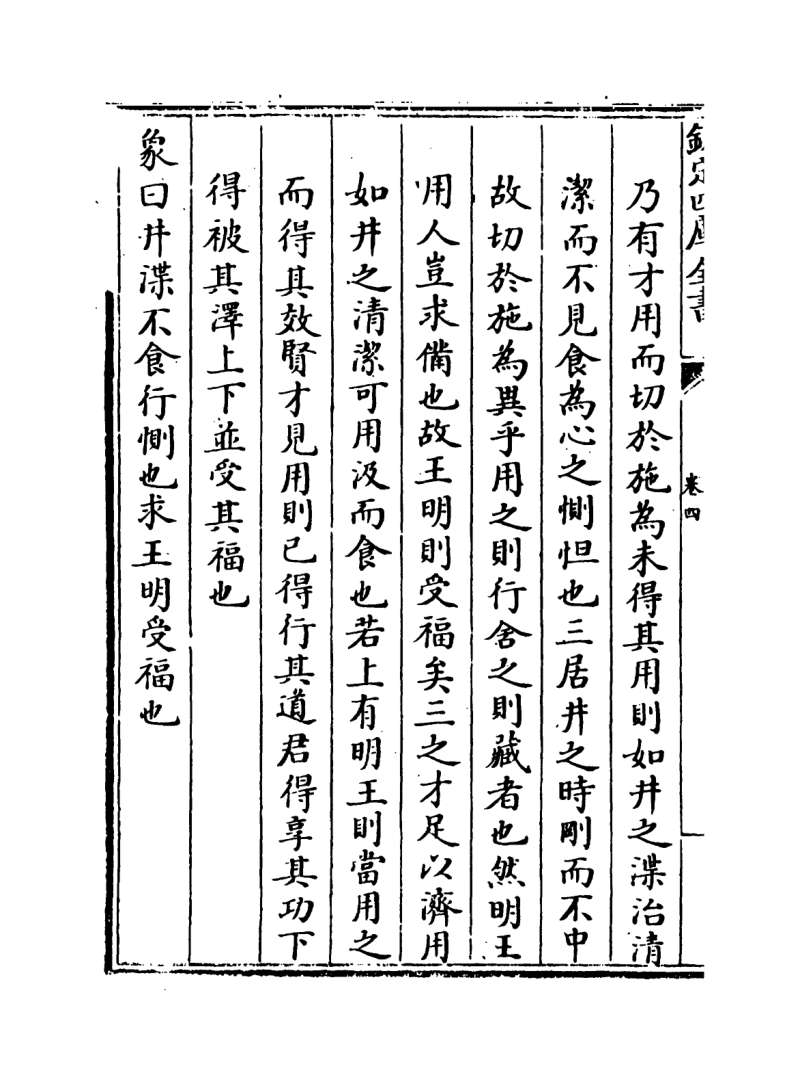 欽定四庫全書
卷四
乃有才用而切於施為未得其用則如井之渫治清
潔而不見食為心之惻怛也三居井之時剛而不中
故切於施為異乎用之則行舍之則藏者也然明王
用人豈求備也故王明則受福矣三之才足以濟用
如井之清潔可用汲而食也若上有明王則當用之
而得其效賢才見用則己得行其道君得享其功下
得被其澤上下並受其福也
象曰井渫不食行惻也求王明受福也